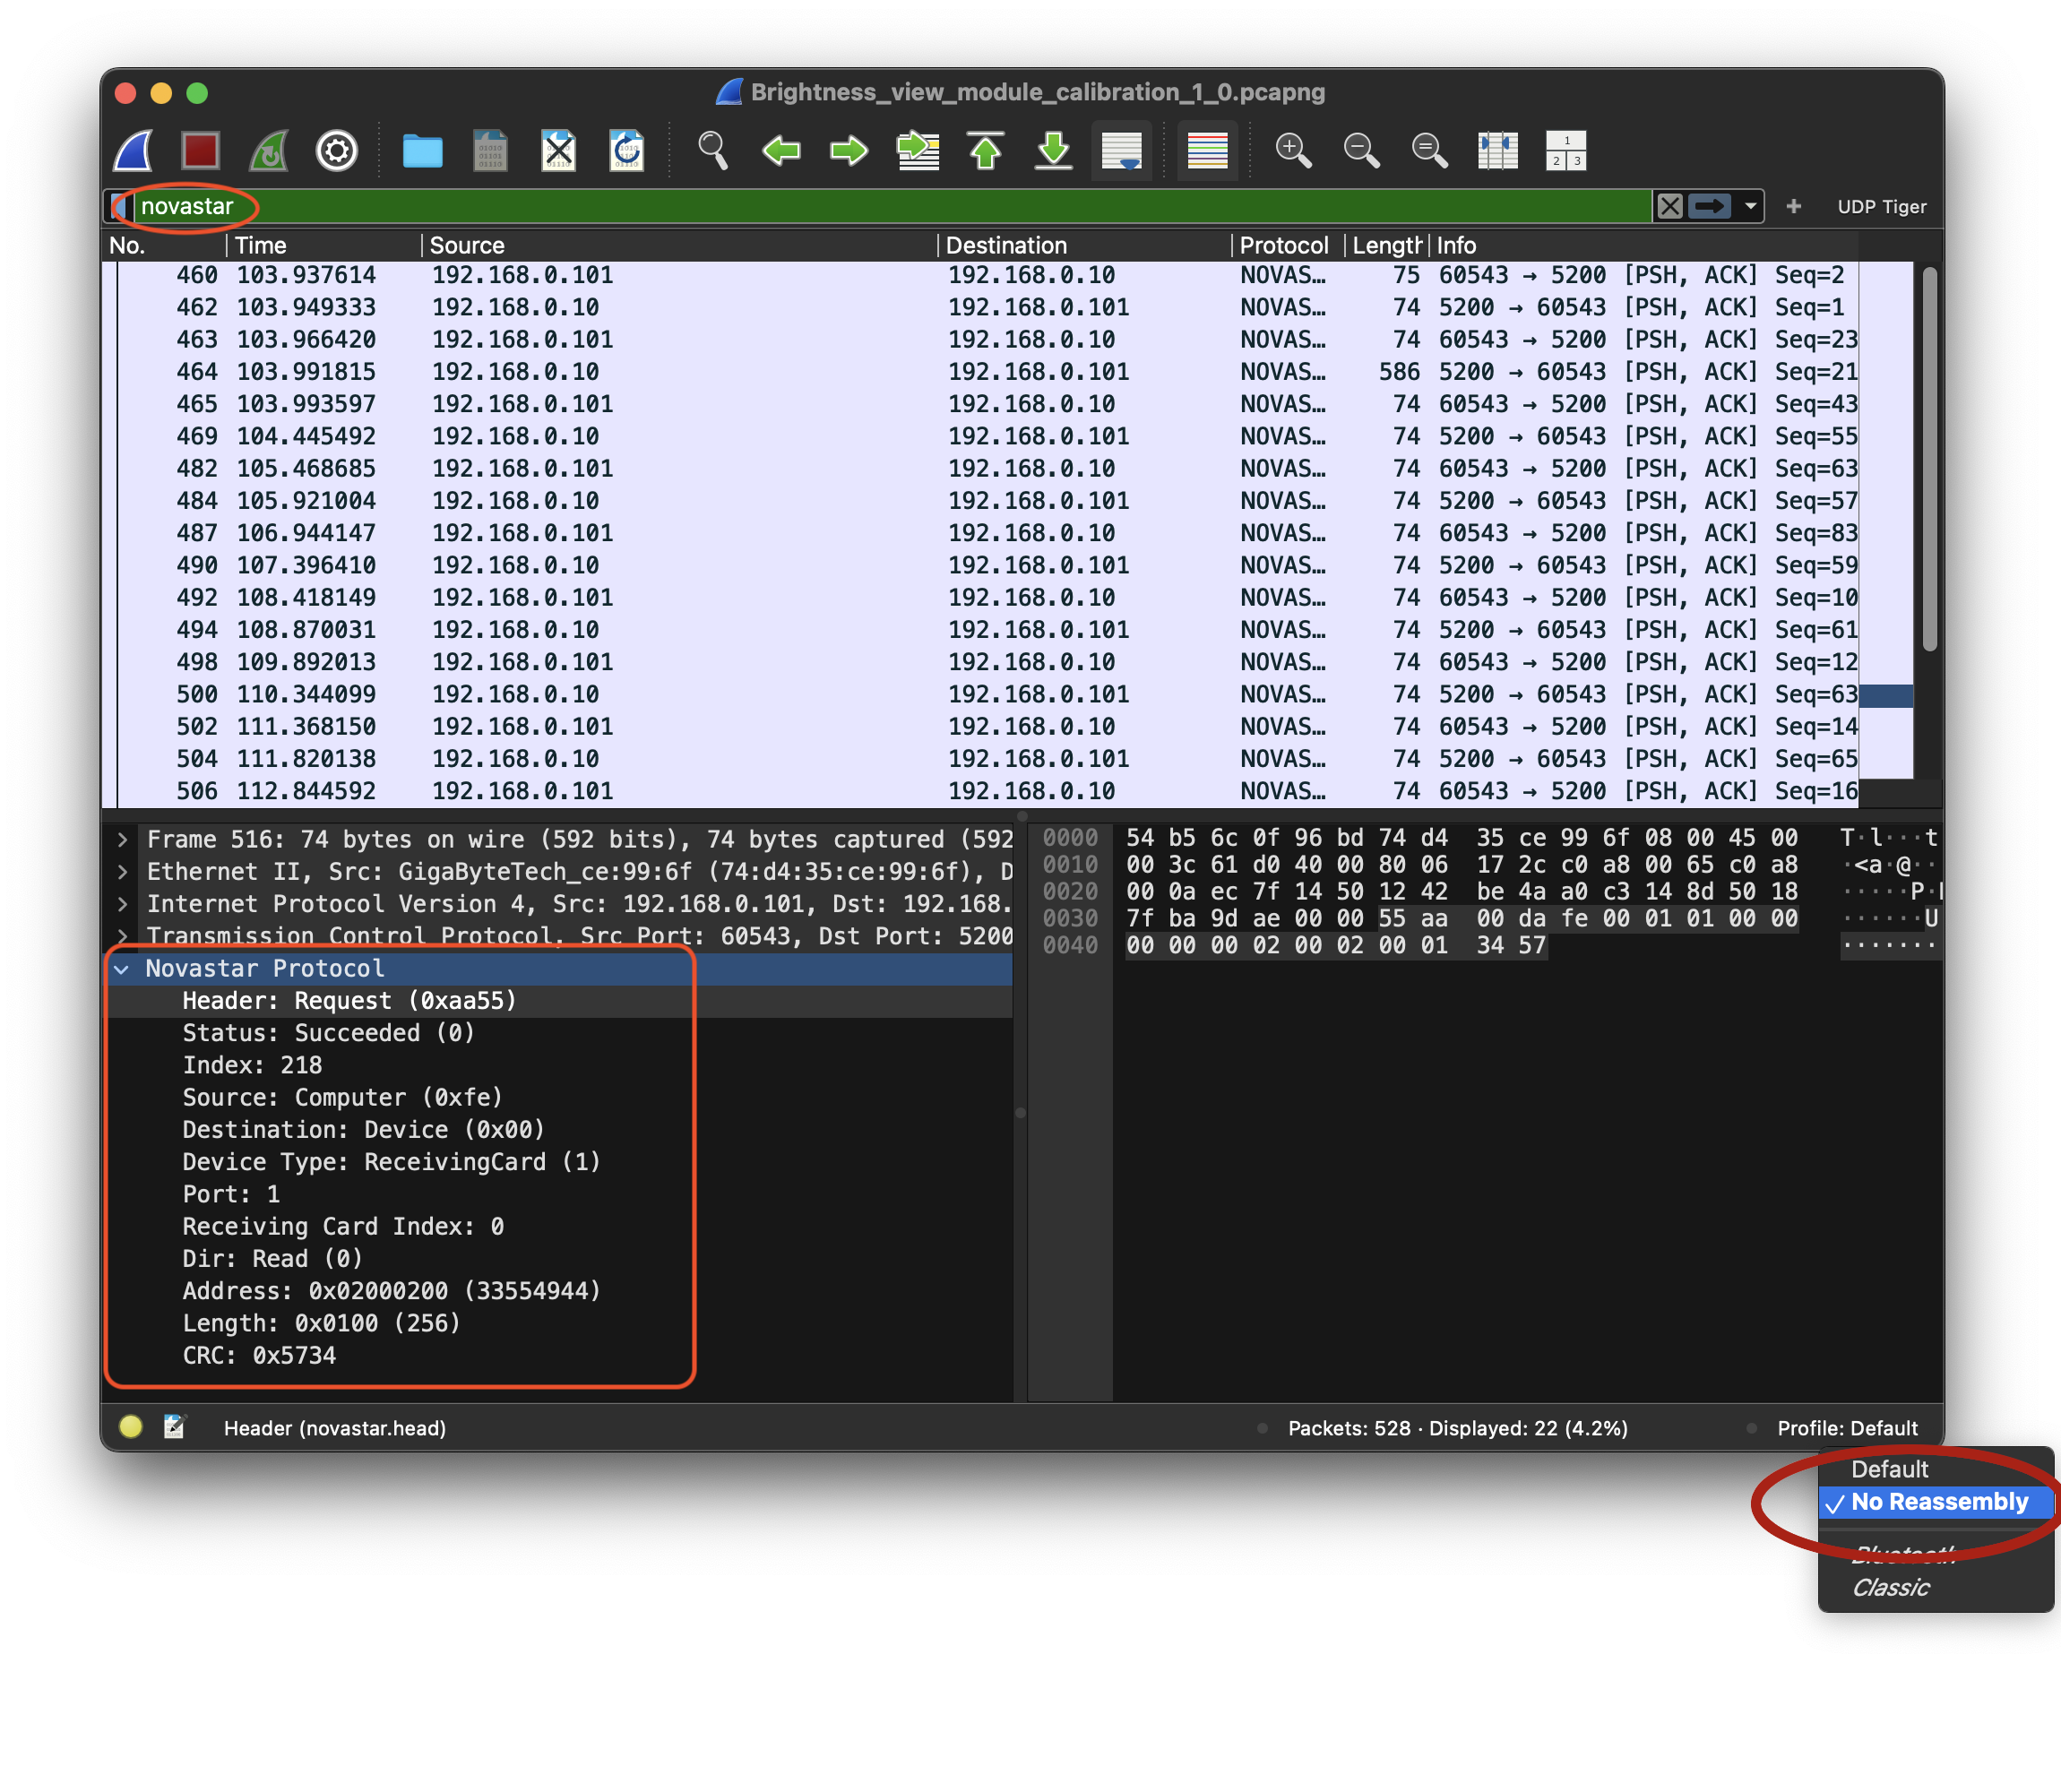 Brightness_view_module_calibration_1_0.pcapng
novastar
+ UDP Tiger
No. Time Source Destination Protocol Length Info
460 103.937614 192.168.0.101 192.168.0.10 NOVAS… 75 60543 → 5200 [PSH, ACK] Seq=2
462 103.949333 192.168.0.10 192.168.0.101 NOVAS… 74 5200 → 60543 [PSH, ACK] Seq=1
463 103.966420 192.168.0.101 192.168.0.10 NOVAS… 74 60543 → 5200 [PSH, ACK] Seq=23
464 103.991815 192.168.0.10 192.168.0.101 NOVAS… 586 5200 → 60543 [PSH, ACK] Seq=21
465 103.993597 192.168.0.101 192.168.0.10 NOVAS… 74 60543 → 5200 [PSH, ACK] Seq=43
469 104.445492 192.168.0.10 192.168.0.101 NOVAS… 74 5200 → 60543 [PSH, ACK] Seq=55
482 105.468685 192.168.0.101 192.168.0.10 NOVAS… 74 60543 → 5200 [PSH, ACK] Seq=63
484 105.921004 192.168.0.10 192.168.0.101 NOVAS… 74 5200 → 60543 [PSH, ACK] Seq=57
487 106.944147 192.168.0.101 192.168.0.10 NOVAS… 74 60543 → 5200 [PSH, ACK] Seq=83
490 107.396410 192.168.0.10 192.168.0.101 NOVAS… 74 5200 → 60543 [PSH, ACK] Seq=59
492 108.418149 192.168.0.101 192.168.0.10 NOVAS… 74 60543 → 5200 [PSH, ACK] Seq=10
494 108.870031 192.168.0.10 192.168.0.101 NOVAS… 74 5200 → 60543 [PSH, ACK] Seq=61
498 109.892013 192.168.0.101 192.168.0.10 NOVAS… 74 60543 → 5200 [PSH, ACK] Seq=12
500 110.344099 192.168.0.10 192.168.0.101 NOVAS… 74 5200 → 60543 [PSH, ACK] Seq=63
502 111.368150 192.168.0.101 192.168.0.10 NOVAS… 74 60543 → 5200 [PSH, ACK] Seq=14
504 111.820138 192.168.0.10 192.168.0.101 NOVAS… 74 5200 → 60543 [PSH, ACK] Seq=65
506 112.844592 192.168.0.101 192.168.0.10 NOVAS… 74 60543 → 5200 [PSH, ACK] Seq=16
Frame 516: 74 bytes on wire (592 bits), 74 bytes captured (592
Ethernet II, Src: GigaByteTech_ce:99:6f (74:d4:35:ce:99:6f), D
Internet Protocol Version 4, Src: 192.168.0.101, Dst: 192.168.
Transmission Control Protocol, Src Port: 60543, Dst Port: 5200
Novastar Protocol
Header: Request (0xaa55)
Status: Succeeded (0)
Index: 218
Source: Computer (0xfe)
Destination: Device (0x00)
Device Type: ReceivingCard (1)
Port: 1
Receiving Card Index: 0
Dir: Read (0)
Address: 0x02000200 (33554944)
Length: 0x0100 (256)
CRC: 0x5734
0000 54 b5 6c 0f 96 bd 74 d4 35 ce 99 6f 08 00 45 00 T·l···t
0010 00 3c 61 d0 40 00 80 06 17 2c c0 a8 00 65 c0 a8 ·<a·@··
0020 00 0a ec 7f 14 50 12 42 be 4a a0 c3 14 8d 50 18 ·····P·
0030 7f ba 9d ae 00 00 55 aa 00 da fe 00 01 01 00 00 ······U
0040 00 00 00 02 00 02 00 01 34 57 ·······
Header (novastar.head)
Packets: 528 · Displayed: 22 (4.2%)
Profile: Default
Default
✓ No Reassembly
Bluetooth
Classic